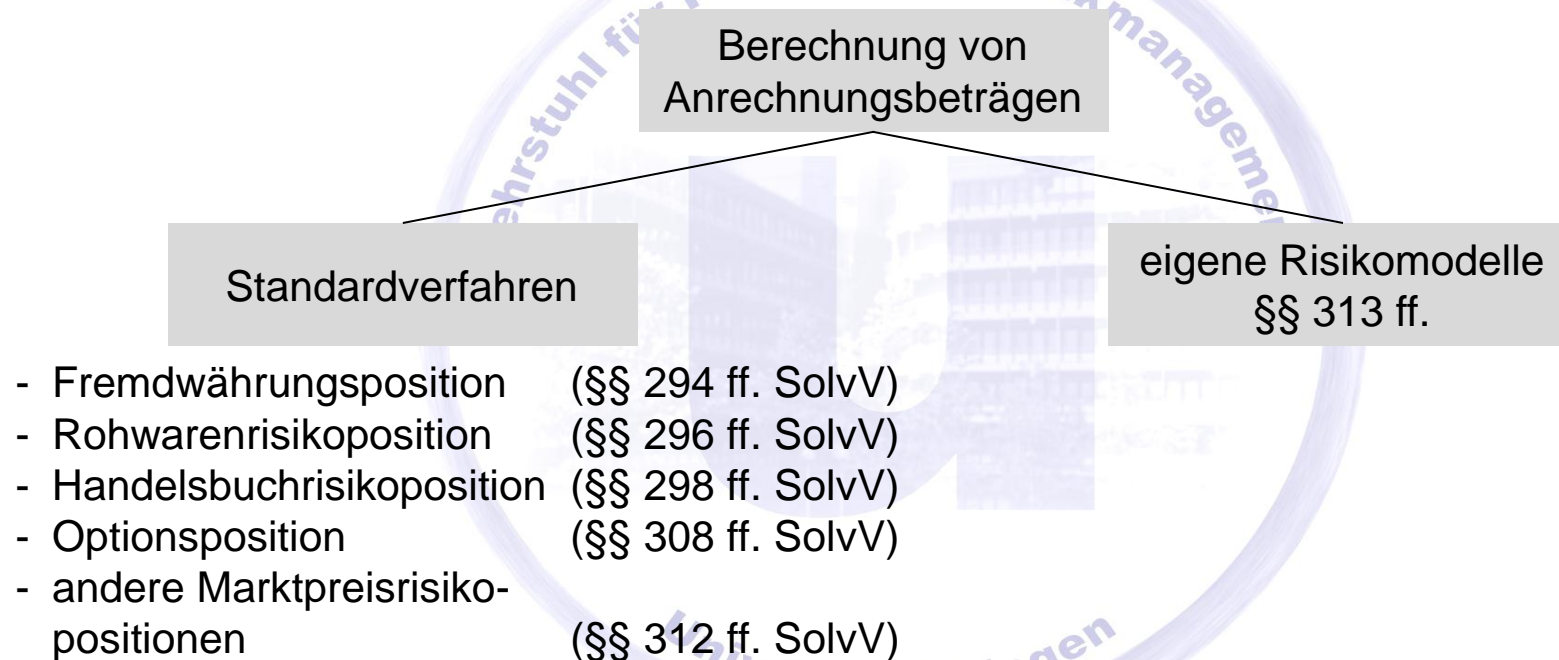 Berechnung von
Anrechnungsbeträgen
Standardverfahren
eigene Risikomodelle
§§ 313 ff.
- Fremdwährungsposition (§§ 294 ff. SolvV)
- Rohwarenrisikoposition (§§ 296 ff. SolvV)
- Handelsbuchrisikoposition (§§ 298 ff. SolvV)
- Optionsposition (§§ 308 ff. SolvV)
- andere Marktpreisrisiko-
positionen (§§ 312 ff. SolvV)